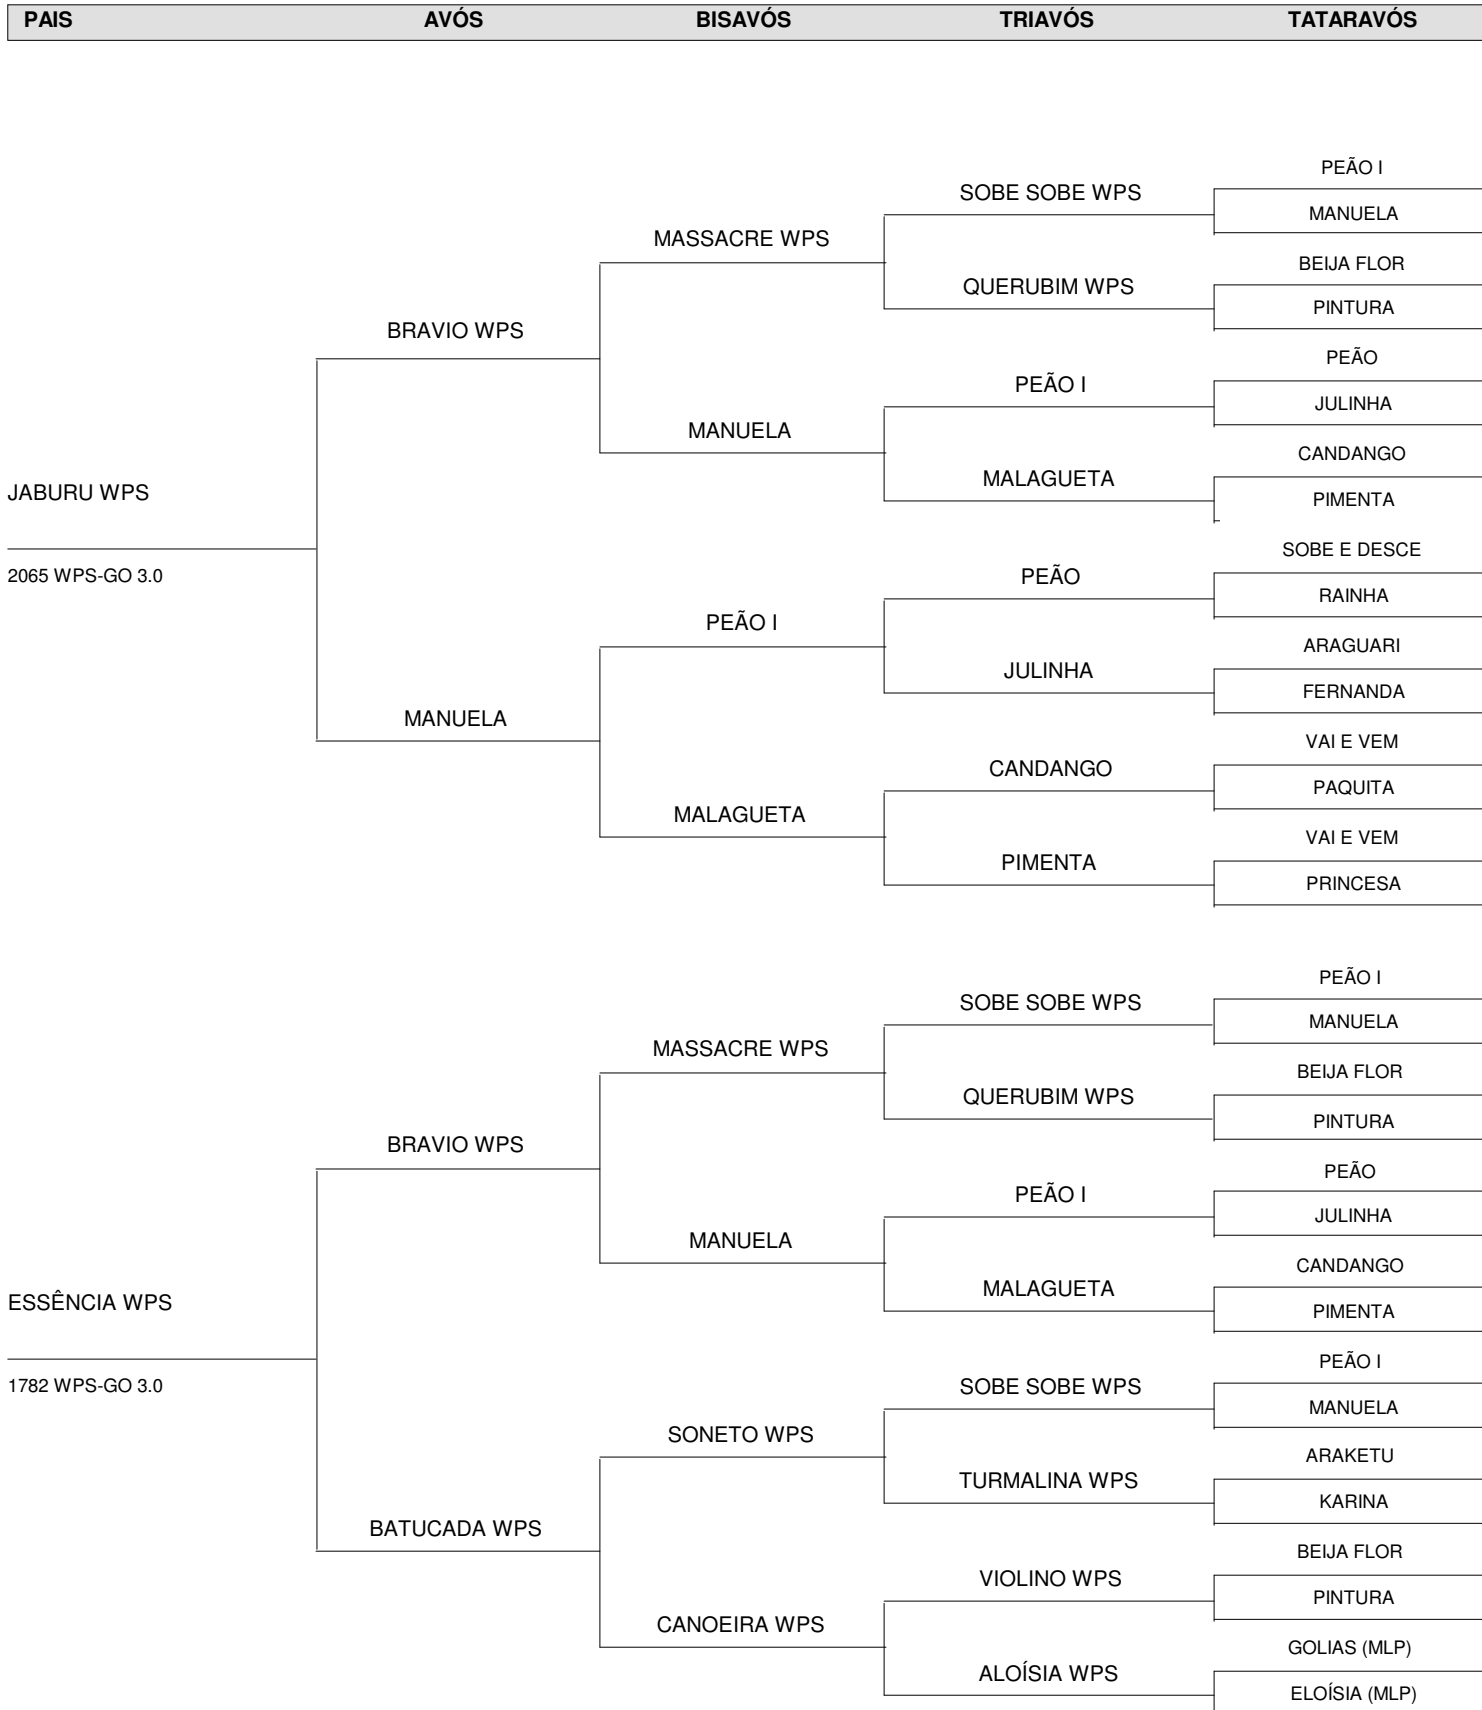 PAIS AVÓS BISAVÓS TRIAVÓS TATARAVÓS
PEÃO I
SOBE SOBE WPS
MANUELA
MASSACRE WPS
BEIJA FLOR
QUERUBIM WPS
PINTURA
BRAVIO WPS
PEÃO
PEÃO I
JULINHA
MANUELA
CANDANGO
MALAGUETA
JABURU WPS
PIMENTA
SOBE E DESCE
2065 WPS-GO 3.0
PEÃO
RAINHA
PEÃO I
ARAGUARI
JULINHA
FERNANDA
MANUELA
VAI E VEM
CANDANGO
PAQUITA
MALAGUETA
VAI E VEM
PIMENTA
PRINCESA
PEÃO I
SOBE SOBE WPS
MANUELA
MASSACRE WPS
BEIJA FLOR
QUERUBIM WPS
PINTURA
BRAVIO WPS
PEÃO
PEÃO I
JULINHA
MANUELA
CANDANGO
MALAGUETA
ESSÊNCIA WPS
PIMENTA
PEÃO I
1782 WPS-GO 3.0
SOBE SOBE WPS
MANUELA
SONETO WPS
ARAKETU
TURMALINA WPS
KARINA
BATUCADA WPS
BEIJA FLOR
VIOLINO WPS
PINTURA
CANOEIRA WPS
GOLIAS (MLP)
ALOÍSIA WPS
ELOÍSIA (MLP)